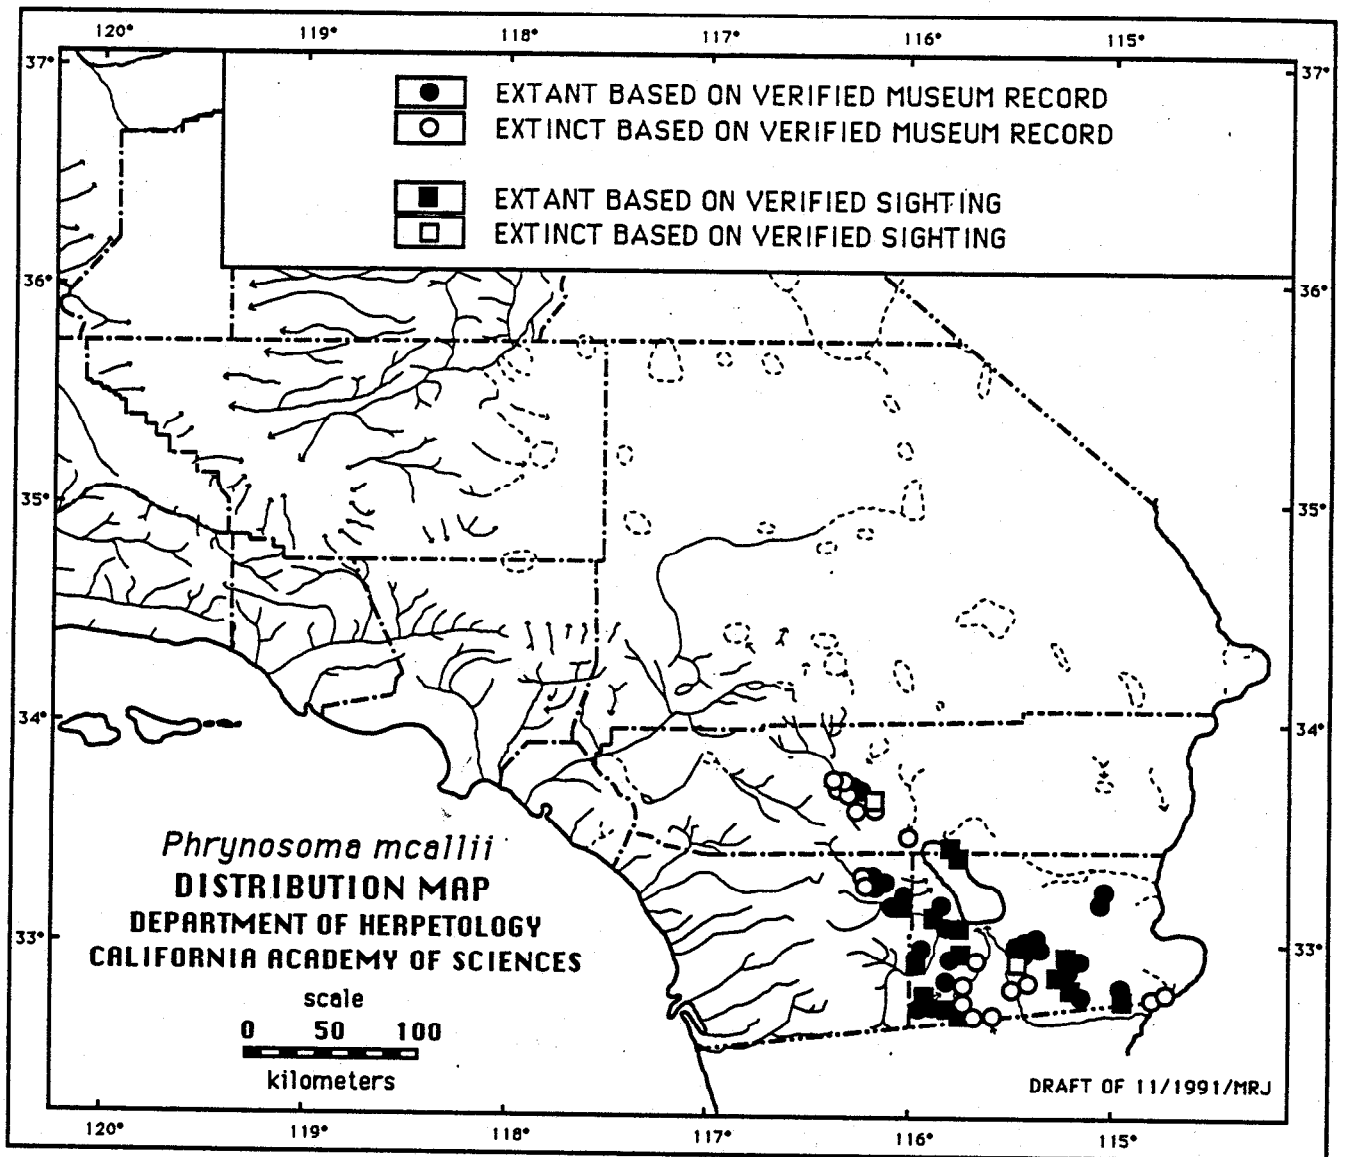 120° 119° 118° 117° 116° 115°
37° 37°
EXTANT BASED ON VERIFIED MUSEUM RECORD
EXTINCT BASED ON VERIFIED MUSEUM RECORD
EXTANT BASED ON VERIFIED SIGHTING
EXTINCT BASED ON VERIFIED SIGHTING
36° 36°
35° 35°
34° 34°
Phrynosoma mcallii
DISTRIBUTION MAP
DEPARTMENT OF HERPETOLOGY
CALIFORNIA ACADEMY OF SCIENCES
33° 33°
scale
0 50 100
kilometers
DRAFT OF 11/1991/MRJ
120° 119° 118° 117° 116° 115°